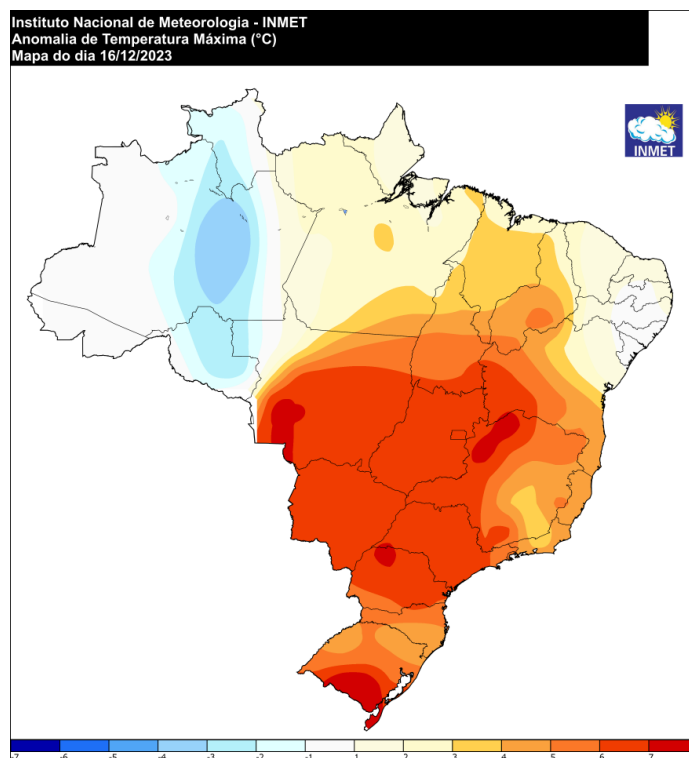 Instituto Nacional de Meteorologia - INMET
Anomalia de Temperatura Máxima (°C)
Mapa do dia 16/12/2023
INMET
-7 -6 -5 -4 -3 -2 -1 1 2 3 4 5 6 7